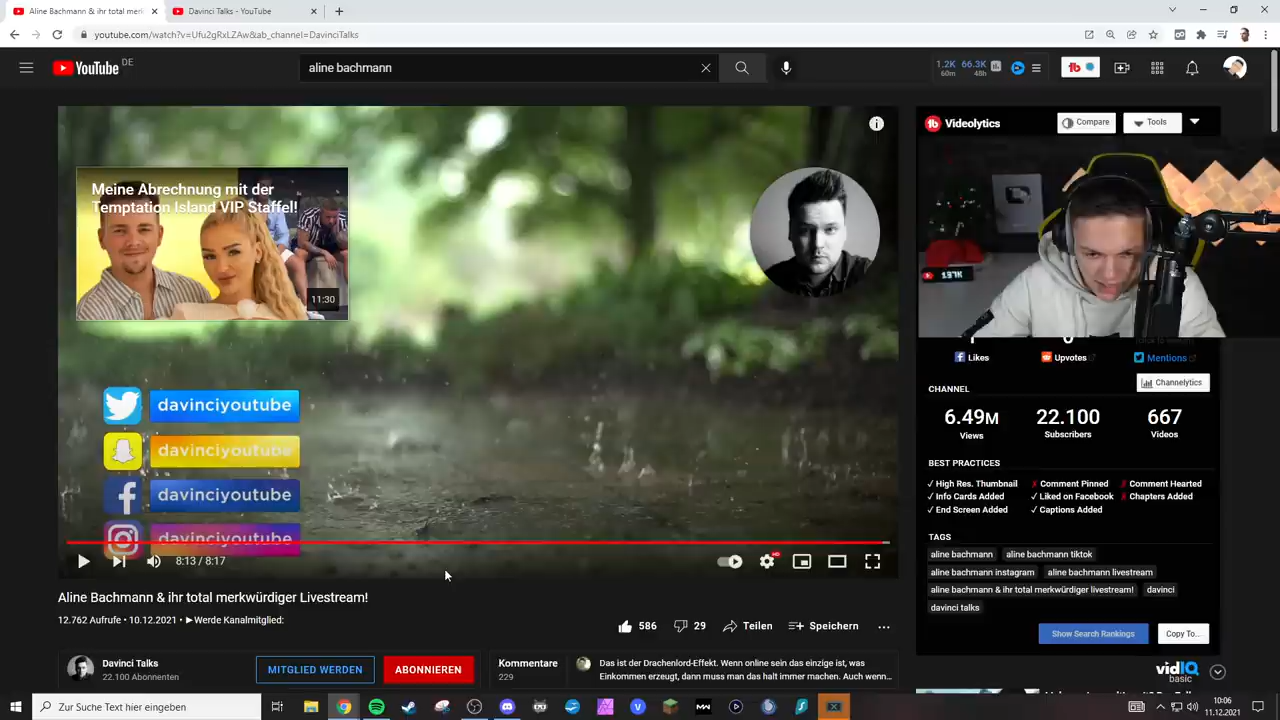 Aline Bachmann & ihr total mer
Davinci Talks - YouTube
youtube.com/watch?v=Ufu2gRxLZAw&ab_channel=DavinciTalks
YouTube DE
aline bachmann
1.2K 66.3K
60m 48h
Videolytics
Compare
Tools
Meine Abrechnung mit der
Temptation Island VIP Staffel!
11:30
davinciyoutube
davinciyoutube
davinciyoutube
davinciyoutube
8:13 / 8:17
Aline Bachmann & ihr total merkwürdiger Livestream!
12.762 Aufrufe • 10.12.2021 • ►Werde Kanalmitglied:
586
29
Teilen
Speichern
Davinci Talks
22.100 Abonnenten
MITGLIED WERDEN
ABONNIEREN
Kommentare
229
Das ist der Drachenlord-Effekt. Wenn online sein das einzige ist, was
Einkommen erzeugt, dann muss man das halt immer machen. Auch wenn...
197K
Likes
Upvotes
Mentions
CHANNEL
Channelytics
6.49M
22.100
667
Views
Subscribers
Videos
BEST PRACTICES
✓ High Res. Thumbnail
✗ Comment Pinned
✗ Comment Hearted
✓ Info Cards Added
✓ Liked on Facebook
✗ Chapters Added
✓ End Screen Added
✓ Captions Added
TAGS
aline bachmann
aline bachmann tiktok
aline bachmann instagram
aline bachmann livestream
aline bachmann & ihr total merkwürdiger livestream!
davinci
davinci talks
Show Search Rankings
Copy To...
vidIQ
basic
Zur Suche Text hier eingeben
10:06
11.12.2021